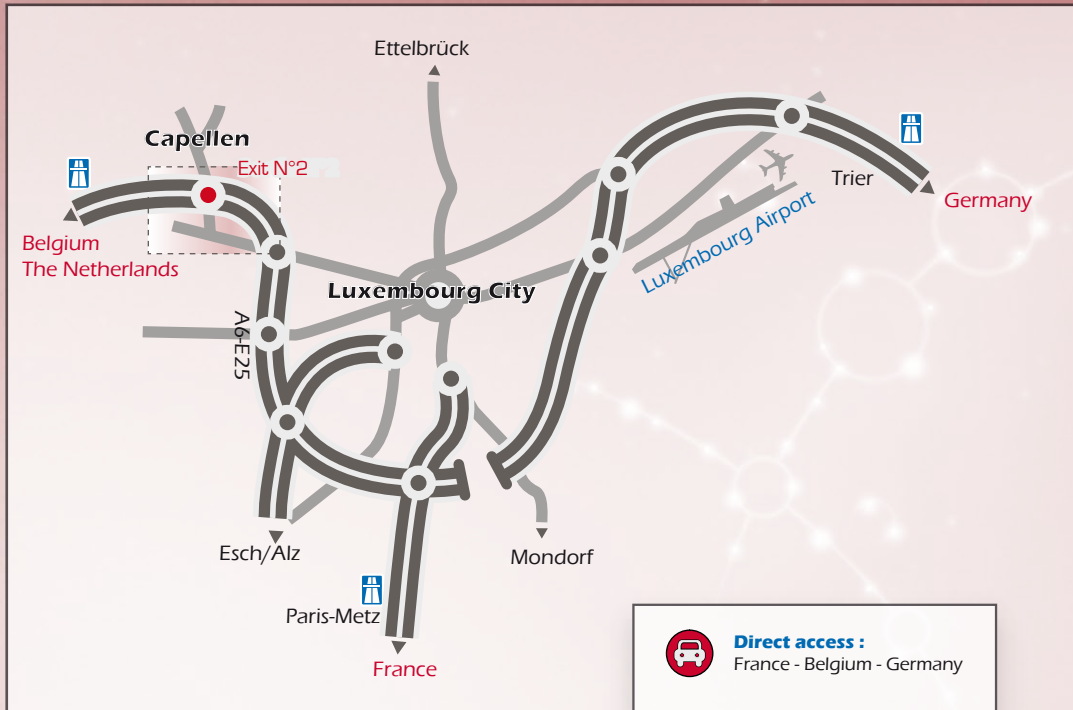 Ettelbrück
Capellen
Exit N°2
Trier
Germany
Luxembourg Airport
Belgium
The Netherlands
Luxembourg City
A6-E25
Esch/Alz
Mondorf
Paris-Metz
France
Direct access :
France - Belgium - Germany